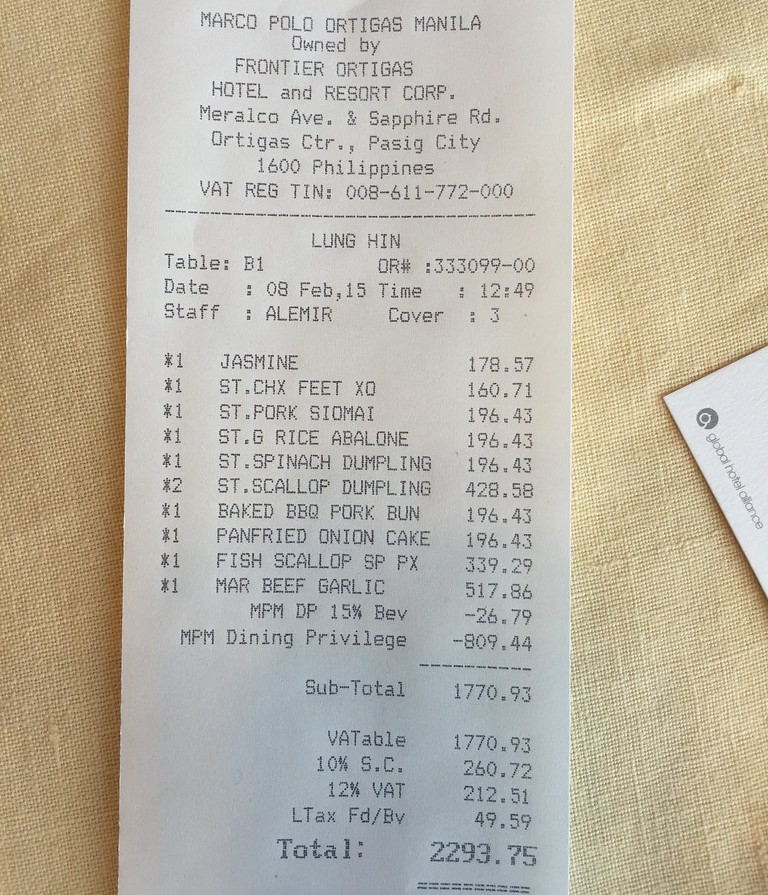 MARCO POLO ORTIGAS MANILA
Owned by
FRONTIER ORTIGAS
HOTEL and RESORT CORP.
Meralco Ave. & Sapphire Rd.
Ortigas Ctr., Pasig City
1600 Philippines
VAT REG TIN: 008-611-772-000
LUNG HIN
Table: B1 OR# :333099-00
Date : 08 Feb,15 Time : 12:49
Staff : ALEMIR Cover : 3
*1 JASMINE 178.57
*1 ST.CHX FEET XO 160.71
*1 ST.PORK SIOMAI 196.43
*1 ST.G RICE ABALONE 196.43
*1 ST.SPINACH DUMPLING 196.43
*2 ST.SCALLOP DUMPLING 428.58
*1 BAKED BBQ PORK BUN 196.43
*1 PANFRIED ONION CAKE 196.43
*1 FISH SCALLOP SP PX 339.29
*1 MAR BEEF GARLIC 517.86
MPM DP 15% Bev -26.79
MPM Dining Privilege -809.44
Sub-Total 1770.93
VATable 1770.93
10% S.C. 260.72
12% VAT 212.51
LTax Fd/Bv 49.59
Total: 2293.75
global hotel alliance